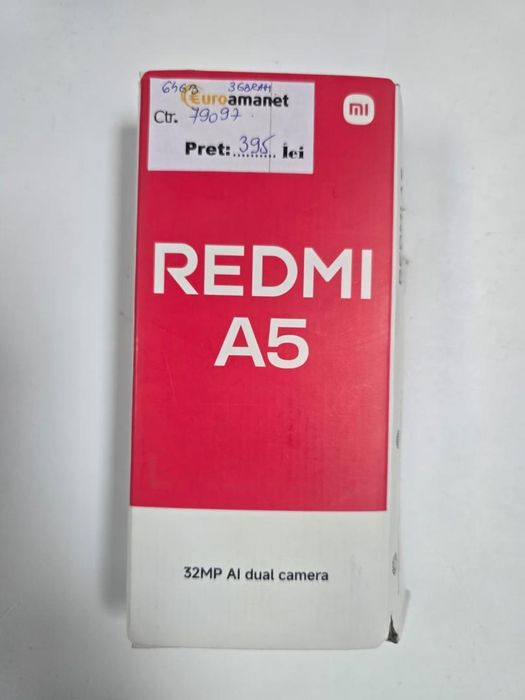 64GB 3GBRAM
Euroamanet
Ctr. 79097
Pret: 395 lei
mi
REDMI
A5
32MP AI dual camera